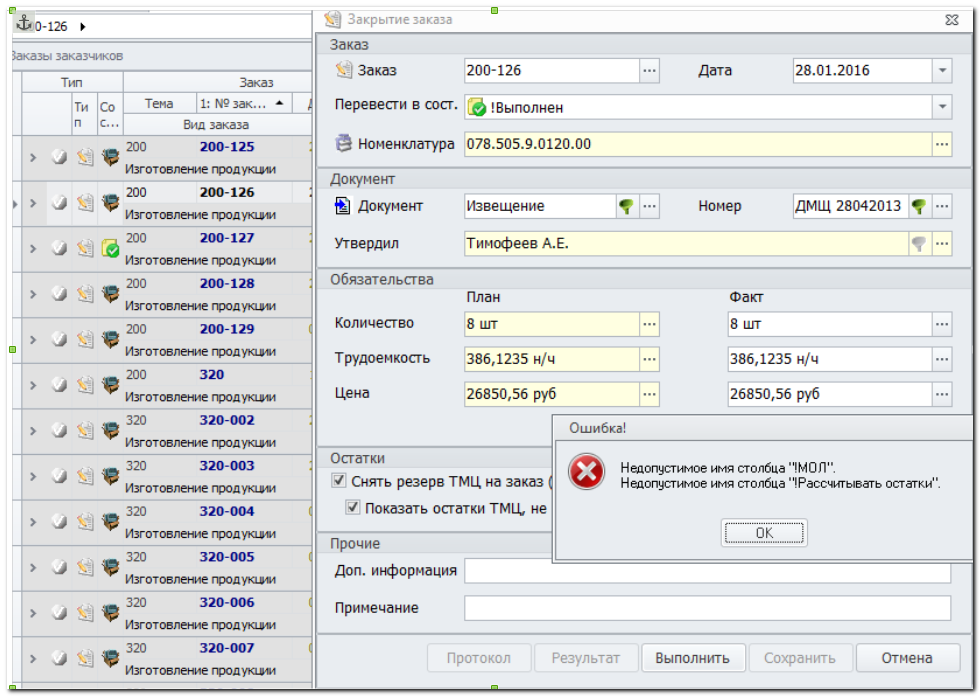 0-126
Заказы заказчиков
Тип Заказ
Ти п Со с... Тема 1: № зак...
Вид заказа
200 200-125
Изготовление продукции
200 200-126
Изготовление продукции
200 200-127
Изготовление продукции
200 200-128
Изготовление продукции
200 200-129
Изготовление продукции
200 320
Изготовление продукции
320 320-002
Изготовление продукции
320 320-003
Изготовление продукции
320 320-004
Изготовление продукции
320 320-005
Изготовление продукции
320 320-006
Изготовление продукции
320 320-007
Изготовление продукции
Закрытие заказа
Заказ
Заказ 200-126 ... Дата 28.01.2016
Перевести в сост. !Выполнен
Номенклатура 078.505.9.0120.00 ...
Документ
Документ Извещение ... Номер ДМЩ 28042013 ...
Утвердил Тимофеев А.Е. ...
Обязательства
План Факт
Количество 8 шт ... 8 шт ...
Трудоемкость 386,1235 н/ч ... 386,1235 н/ч ...
Цена 26850,56 руб ... 26850,56 руб ...
Остатки
Снять резерв ТМЦ на заказ (
Показать остатки ТМЦ, не
Ошибка!
Недопустимое имя столбца "!МОЛ".
Недопустимое имя столбца "!Рассчитывать остатки".
OK
Прочие
Доп. информация
Примечание
Протокол Результат Выполнить Сохранить Отмена